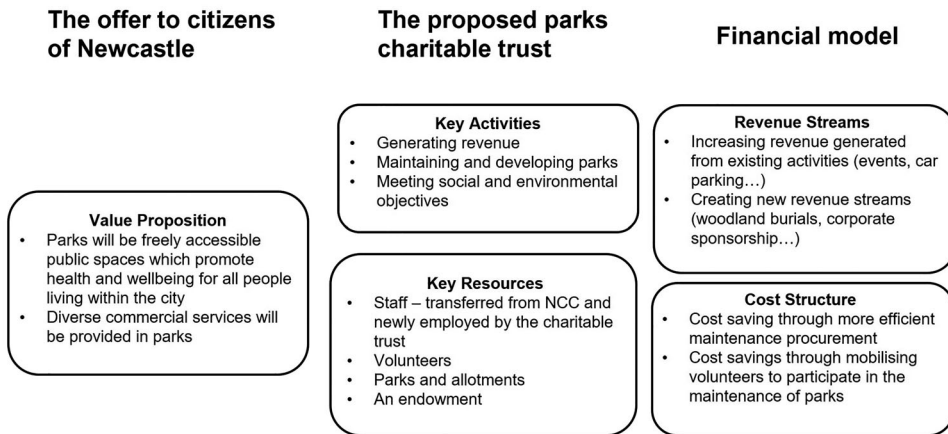 The offer to citizens
of Newcastle
Value Proposition
• Parks will be freely accessible
public spaces which promote
health and wellbeing for all people
living within the city
• Diverse commercial services will
be provided in parks
The proposed parks
charitable trust
Key Activities
• Generating revenue
• Maintaining and developing parks
• Meeting social and environmental
objectives
Key Resources
• Staff – transferred from NCC and
newly employed by the charitable
trust
• Volunteers
• Parks and allotments
• An endowment
Financial model
Revenue Streams
• Increasing revenue generated
from existing activities (events, car
parking…)
• Creating new revenue streams
(woodland burials, corporate
sponsorship…)
Cost Structure
• Cost saving through more efficient
maintenance procurement
• Cost savings through mobilising
volunteers to participate in the
maintenance of parks